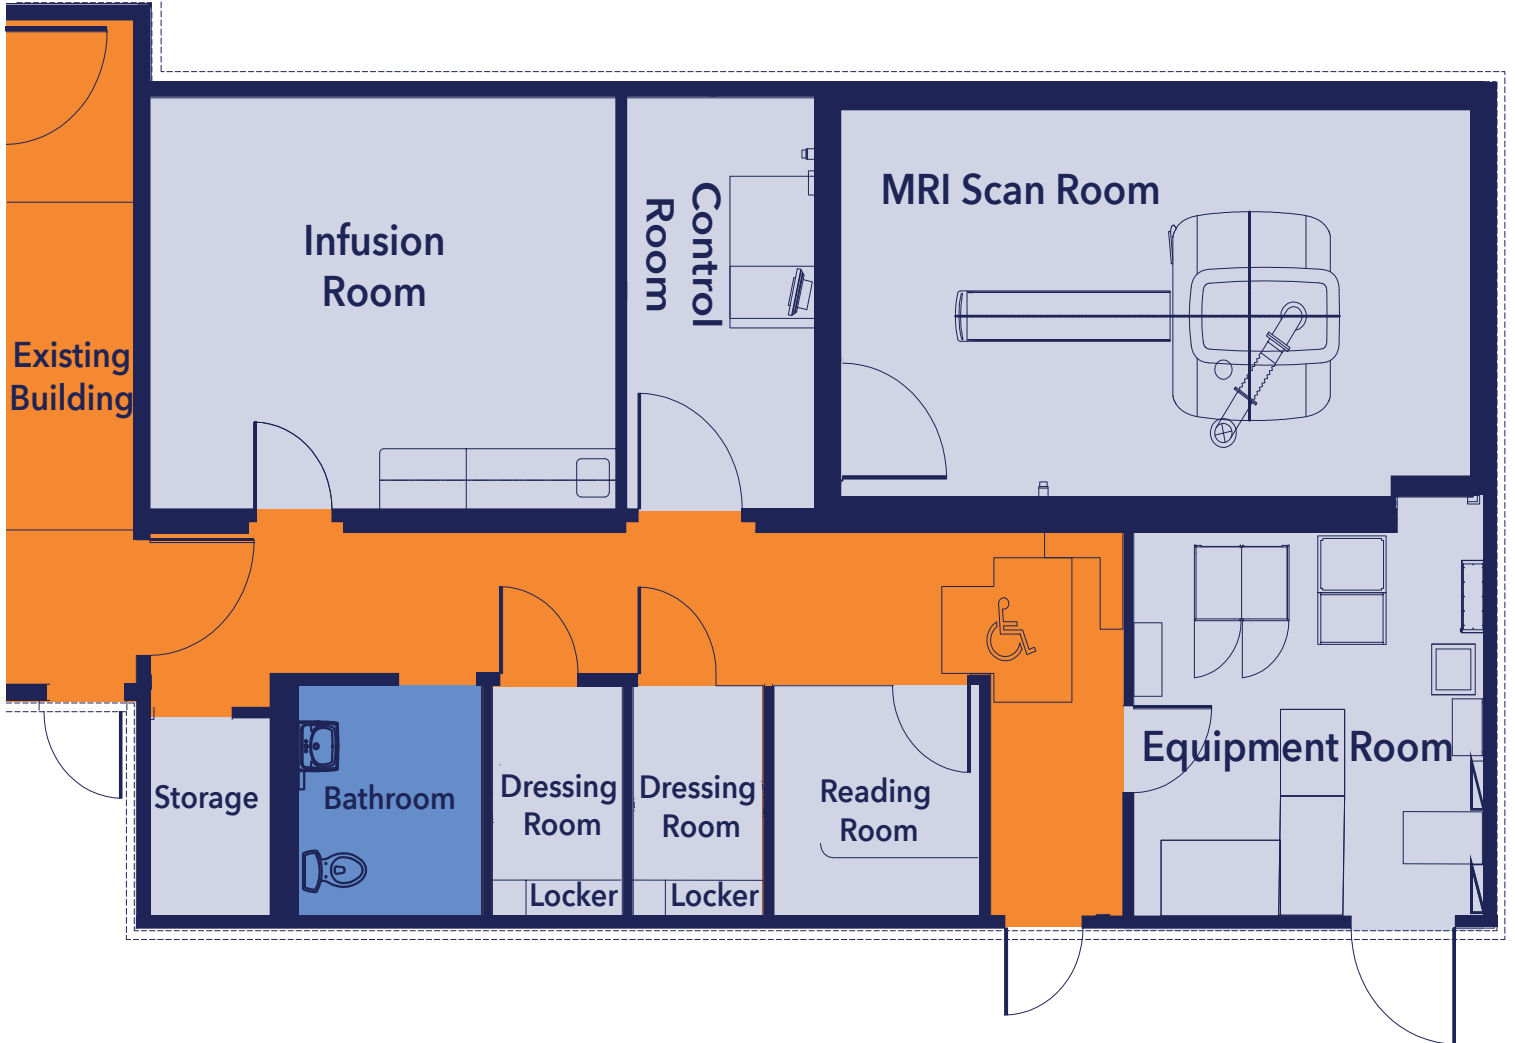 MRI Scan Room
Control
Room
Infusion
Room
Existing
Building
Equipment Room
Storage
Bathroom
Dressing
Room
Locker
Dressing
Room
Locker
Reading
Room